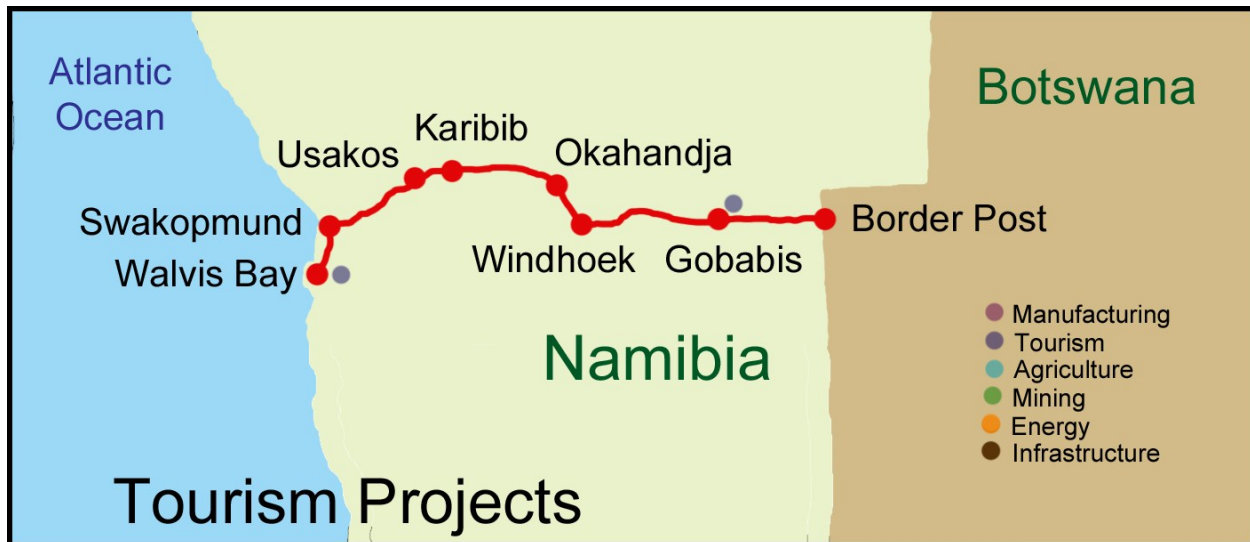 Atlantic
Ocean
Botswana
Karibib
Usakos
Okahandja
Swakopmund
Border Post
Windhoek
Gobabis
Walvis Bay
Namibia
Manufacturing
Tourism
Agriculture
Mining
Energy
Infrastructure
Tourism Projects